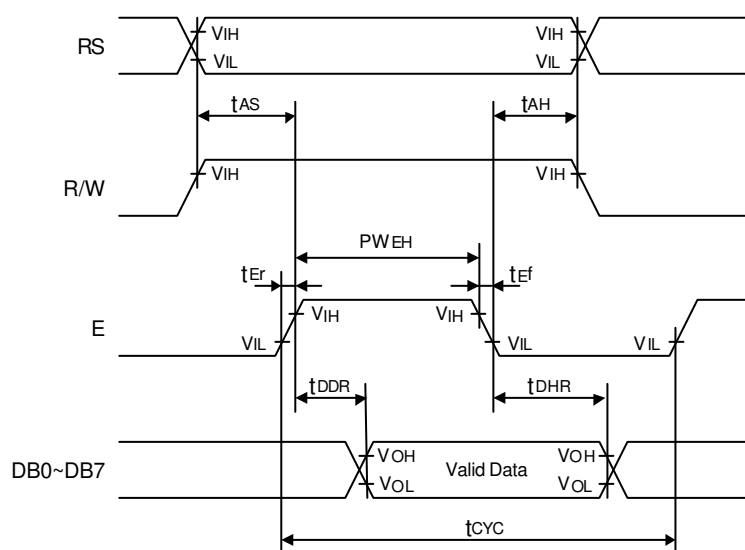 RS VIH VIH
VIL VIL
tAS tAH
R/W VIH VIH
PWEH
tEr tEf
E VIH VIH
VIL VIL VIL
tDDR tDHR
VOH VOH
DB0~DB7 Valid Data
VOL VOL
tCYC